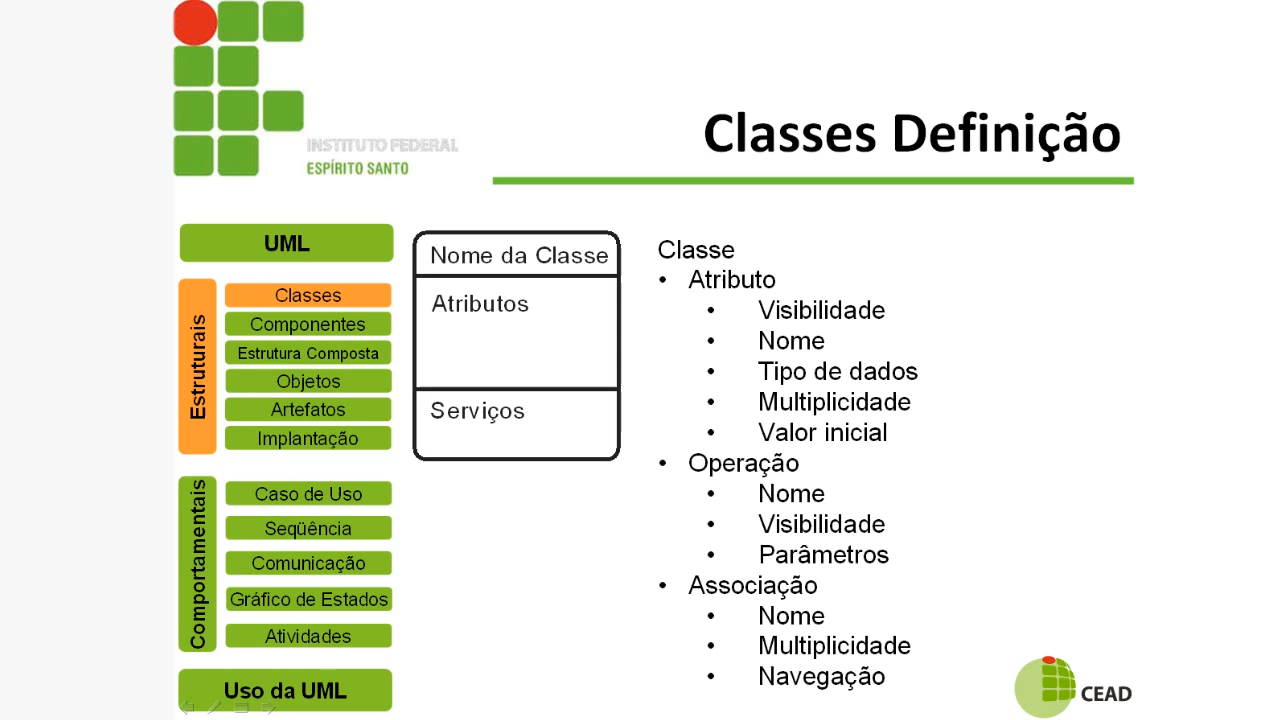 INSTITUTO FEDERAL
ESPÍRITO SANTO
Classes Definição
UML
Estruturais
Classes
Componentes
Estrutura Composta
Objetos
Artefatos
Implantação
Comportamentais
Caso de Uso
Seqüência
Comunicação
Gráfico de Estados
Atividades
Uso da UML
Nome da Classe
Atributos
Serviços
Classe
• Atributo
• Visibilidade
• Nome
• Tipo de dados
• Multiplicidade
• Valor inicial
• Operação
• Nome
• Visibilidade
• Parâmetros
• Associação
• Nome
• Multiplicidade
• Navegação
CEAD